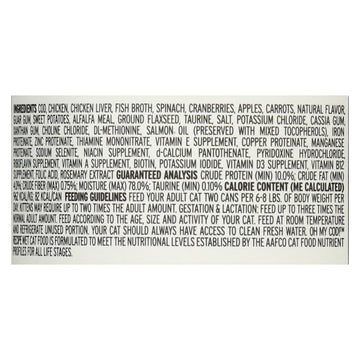 INGREDIENTS COD, CHICKEN, CHICKEN LIVER, FISH BROTH, SPINACH, CRANBERRIES, APPLES, CARROTS, NATURAL FLAVOR,
GUAR GUM, SWEET POTATOES, ALFALFA MEAL, GROUND FLAXSEED, TAURINE, SALT, POTASSIUM CHLORIDE, CASSIA GUM,
XANTHAN GUM, CHOLINE CHLORIDE, DL-METHIONINE, SALMON OIL (PRESERVED WITH MIXED TOCOPHEROLS), IRON
PROTEINATE, ZINC PROTEINATE, THIAMINE MONONITRATE, VITAMIN E SUPPLEMENT, COPPER PROTEINATE, MANGANESE
PROTEINATE, SODIUM SELENITE, NIACIN SUPPLEMENT, d-CALCIUM PANTOTHENATE, PYRIDOXINE HYDROCHLORIDE,
RIBOFLAVIN SUPPLEMENT, VITAMIN A SUPPLEMENT, BIOTIN, POTASSIUM IODIDE, VITAMIN D3 SUPPLEMENT, VITAMIN B12
SUPPLEMENT, FOLIC ACID, ROSEMARY EXTRACT GUARANTEED ANALYSIS CRUDE PROTEIN (MIN) 10.0%; CRUDE FAT (MIN)
CRUDE FIBER (MAX) 0.75%; MOISTURE (MAX) 78.0%; TAURINE (MIN) 0.10% CALORIE CONTENT (ME CALCULATED)
KCAL/KG, 82 KCAL/CAN FEEDING GUIDELINES FEED YOUR ADULT CAT TWO CANS PER 6-8 LBS. OF BODY WEIGHT PER
DAY. KITTENS MAY REQUIRE UP TO TWO TIMES THE ADULT AMOUNT, GESTATION & LACTATION: FEED UP TO THREE TIMES THE
NORMAL ADULT AMOUNT. FEED ACCORDING TO THE AGE, SIZE AND ACTIVITY OF YOUR CAT. FEED AT ROOM TEMPERATURE
AND REFRIGERATE UNUSED PORTION. YOUR CAT SHOULD ALWAYS HAVE ACCESS TO CLEAN FRESH WATER. OH MY COD!™
RECIPE WET CAT FOOD IS FORMULATED TO MEET THE NUTRITIONAL LEVELS ESTABLISHED BY THE AAFCO CAT FOOD NUTRIENT
PROFILES FOR ALL LIFE STAGES.